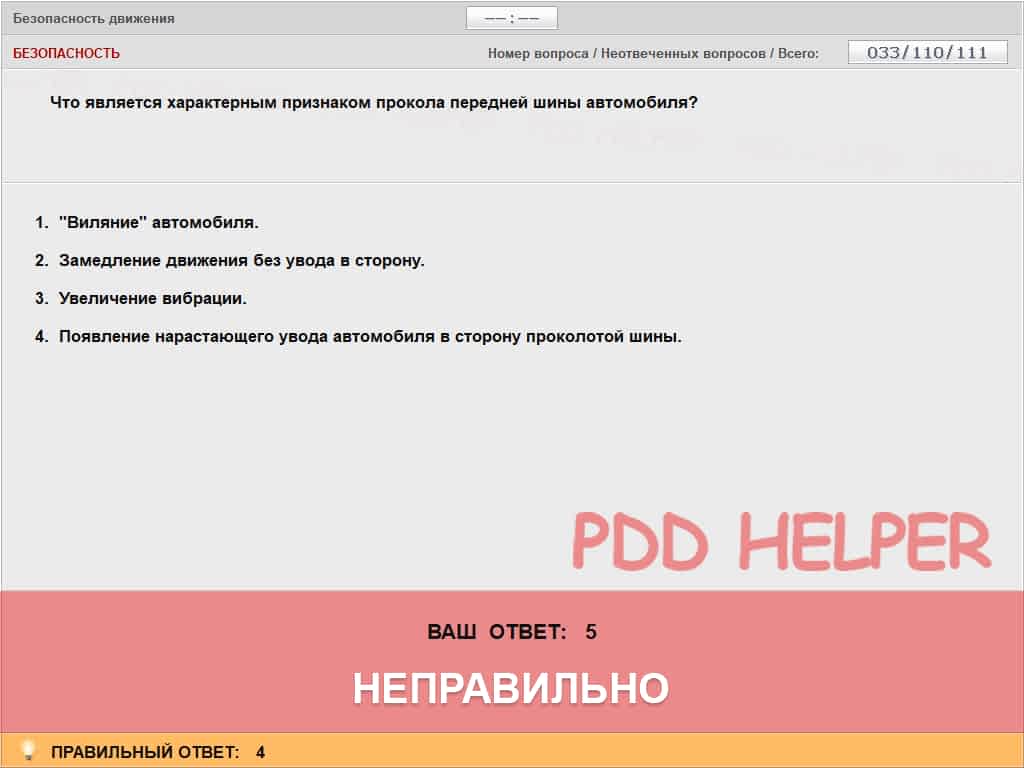 Безопасность движения
––:––
БЕЗОПАСНОСТЬ
Номер вопроса / Неотвеченных вопросов / Всего:
033/110/111
Что является характерным признаком прокола передней шины автомобиля?
1. "Виляние" автомобиля.
2. Замедление движения без увода в сторону.
3. Увеличение вибрации.
4. Появление нарастающего увода автомобиля в сторону проколотой шины.
PDD HELPER
ВАШ ОТВЕТ: 5
НЕПРАВИЛЬНО
ПРАВИЛЬНЫЙ ОТВЕТ: 4